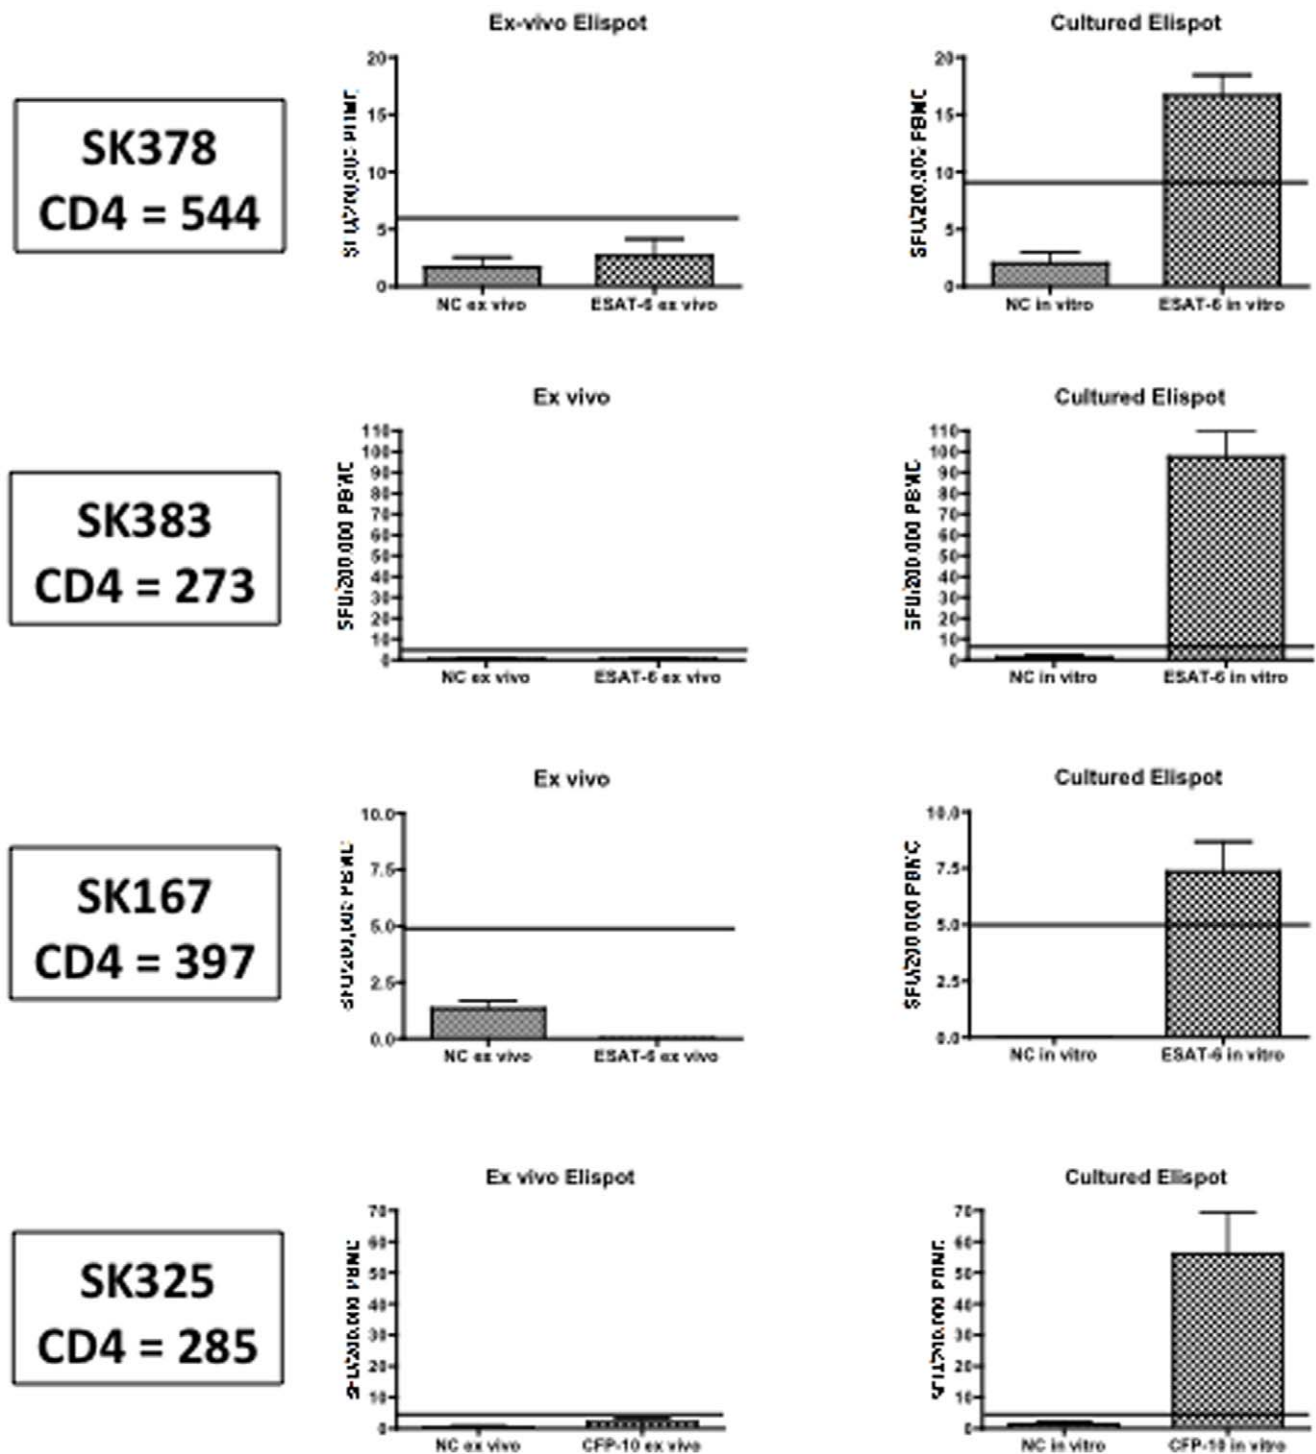 Ex-vivo Elispot
Cultured Elispot
SK378
CD4 = 544
20
15
10
5
0
NC ex vivo
ESAT-6 ex vivo
SFU/200,000 PBMC
20
15
10
5
0
NC in vitro
ESAT-6 in vitro
Ex vivo
Cultured Elispot
SK383
CD4 = 273
SFU/200,000 PBMC
110
100
90
80
70
60
50
40
30
20
10
0
NC ex vivo
ESAT-6 ex vivo
SFU/200,000 PBMC
110
100
90
80
70
60
50
40
30
20
10
0
NC in vitro
ESAT-6 in vitro
Ex vivo
Cultured Elispot
SK167
CD4 = 397
SFU/200,000 PBMC
10.0
7.5
5.0
2.5
0.0
NC ex vivo
ESAT-6 ex vivo
SFU/200,000 PBMC
10.0
7.5
5.0
2.5
0.0
NC in vitro
ESAT-6 in vitro
Ex vivo Elispot
Cultured Elispot
SK325
CD4 = 285
70
60
50
40
30
20
10
0
NC ex vivo
CFP-10 ex vivo
70
60
50
40
30
20
10
0
NC in vitro
CFP-10 in vitro